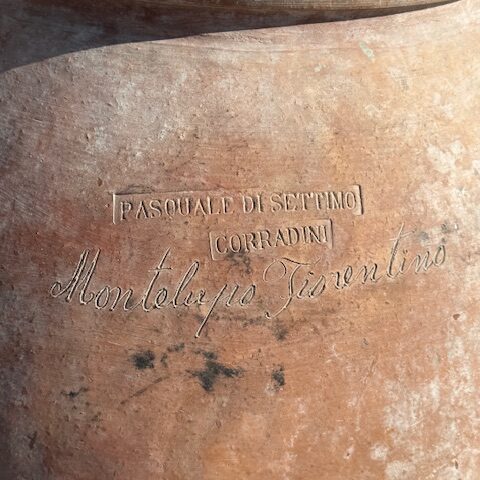 PASQUALE DI SETTIMO
CORRADINI
Montelupo Fiorentino